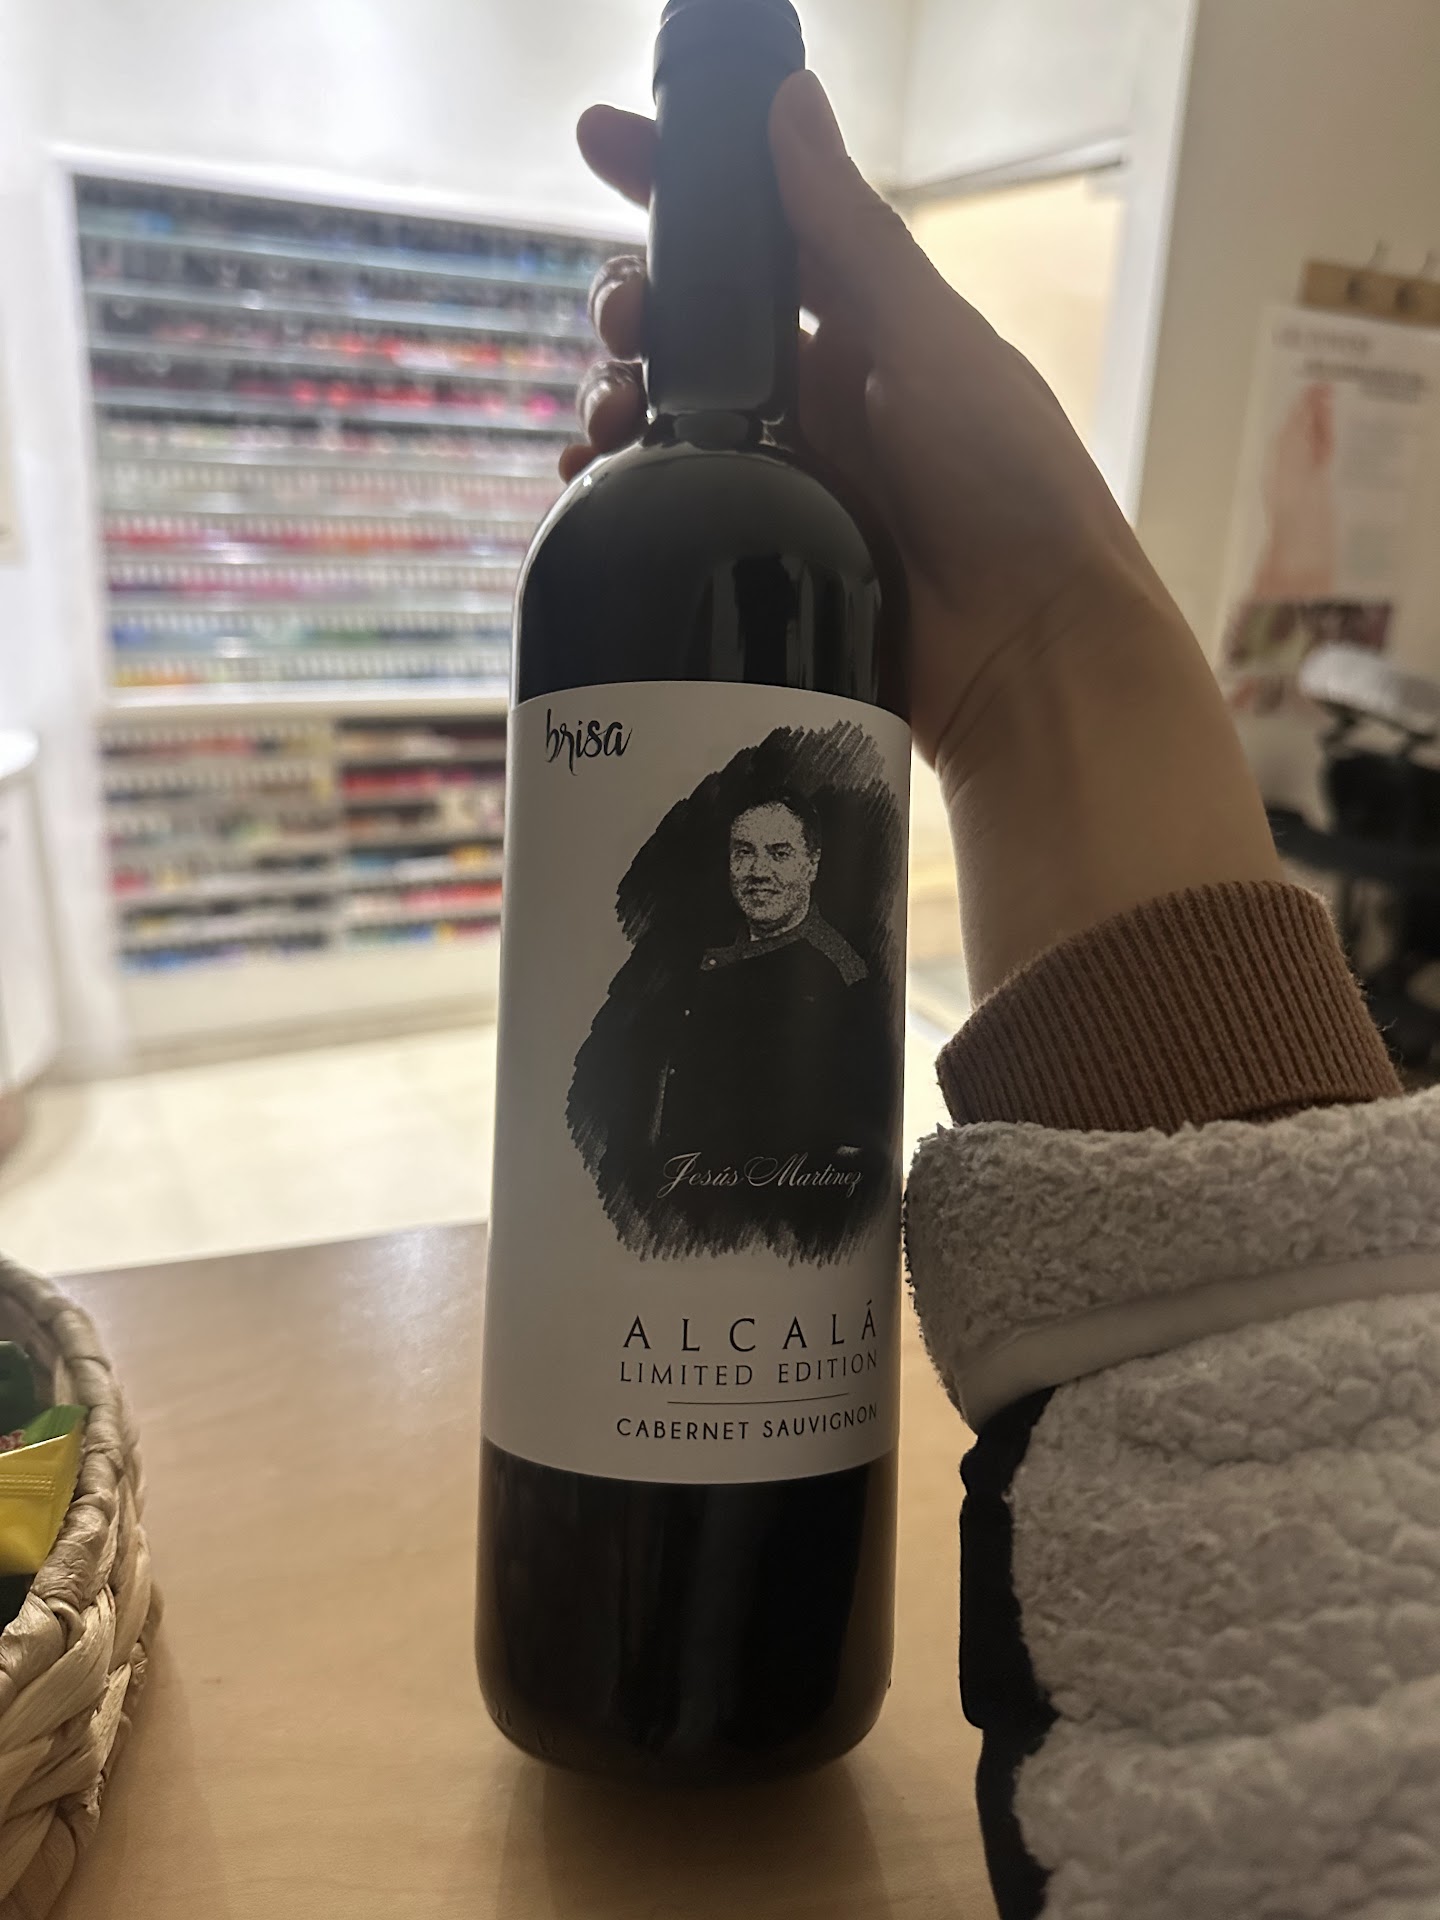 brisa
Jesús Martinez
ALCALÁ
LIMITED EDITION
CABERNET SAUVIGNON